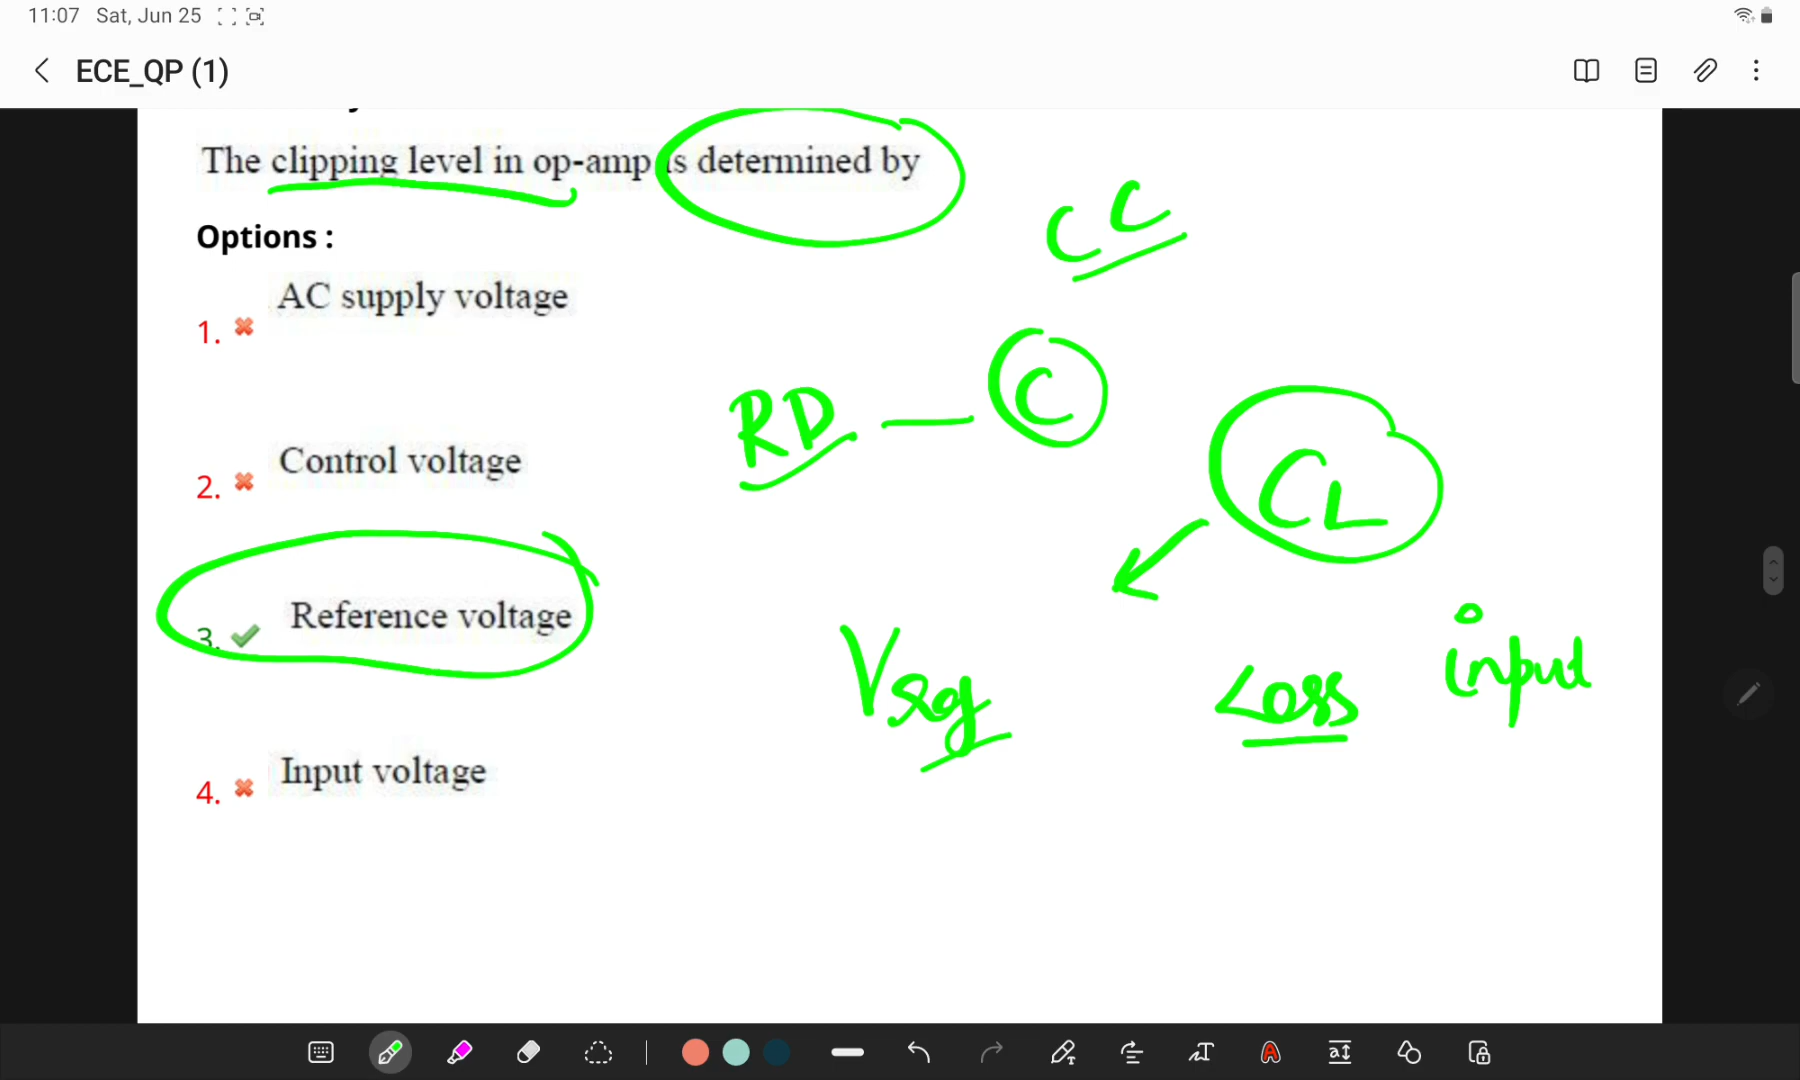 11:07 Sat, Jun 25
ECE_QP (1)
The clipping level in op-amp is determined by
CC
Options :
AC supply voltage
1.
RD — C
CL
Control voltage
2.
Reference voltage
3.
Loss
input
Input voltage
4.